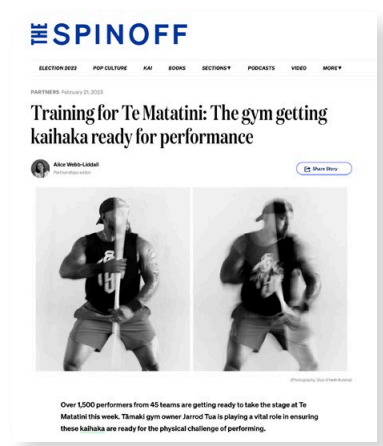 THE SPINOFF
ELECTION 2023 POP CULTURE KAI BOOKS SECTIONS▼ PODCASTS VIDEO MORE▼
PARTNERS February 21, 2023
Training for Te Matatini: The gym getting
kaihaka ready for performance
Alice Webb-Liddall
Partnerships editor
Share Story
(Photography:
Over 1,500 performers from 45 teams are getting ready to take the stage at Te
Matatini this week. Tāmaki gym owner Jarrod Tua is playing a vital role in ensuring
these kaihaka are ready for the physical challenge of performing.